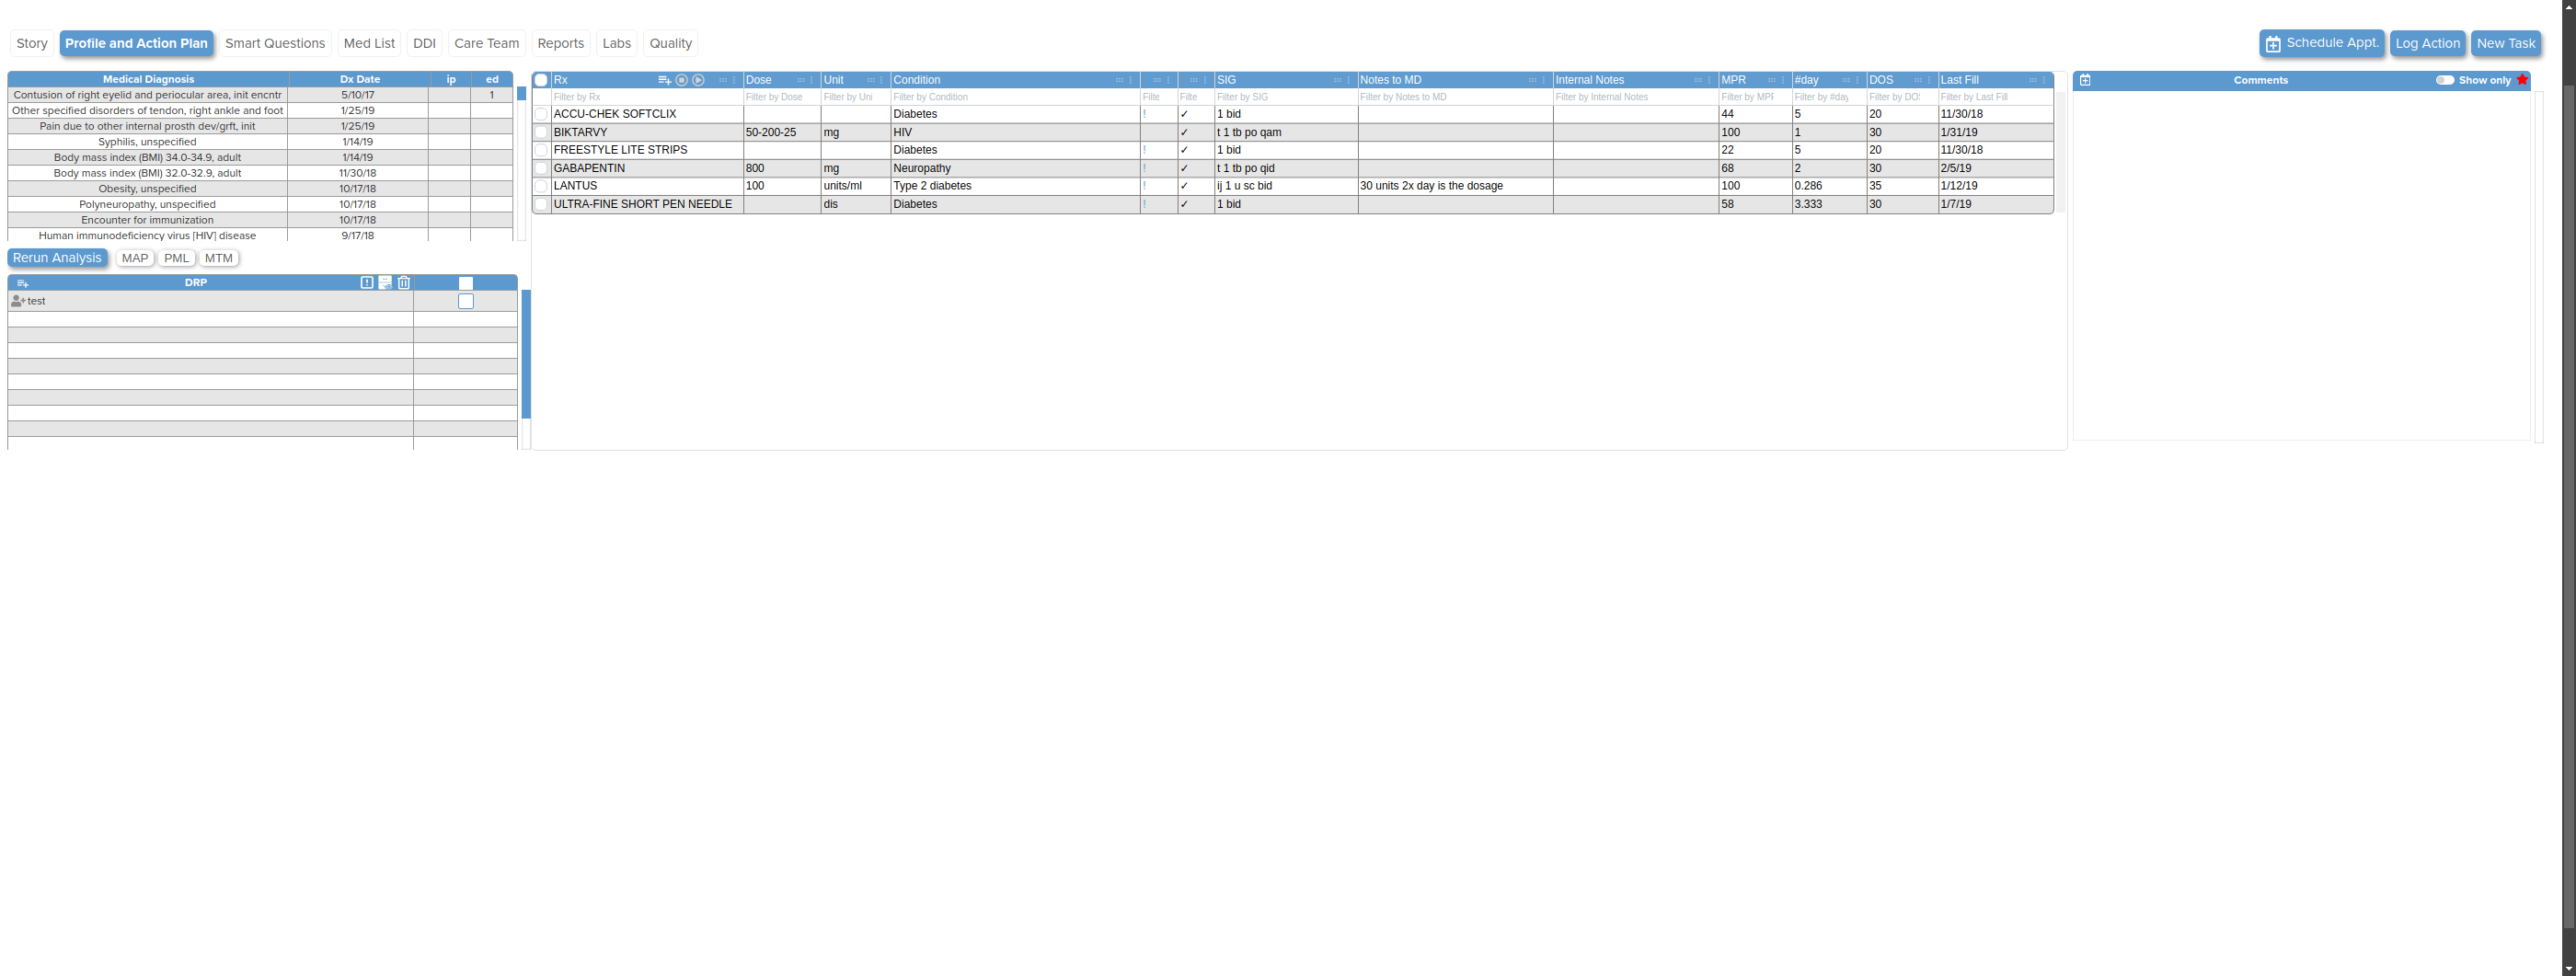 Story Profile and Action Plan Smart Questions Med List DDI Care Team Reports Labs Quality Schedule Appt. Log Action New Task
Medical Diagnosis Dx Date ip ed
Contusion of right eyelid and periocular area, init encntr 5/10/17 1
Other specified disorders of tendon, right ankle and foot 1/25/19
Pain due to other internal prosth dev/grft, init 1/25/19
Syphilis, unspecified 1/14/19
Body mass index (BMI) 34.0-34.9, adult 1/14/19
Body mass index (BMI) 32.0-32.9, adult 11/30/18
Obesity, unspecified 10/17/18
Polyneuropathy, unspecified 10/17/18
Encounter for immunization 10/17/18
Human immunodeficiency virus [HIV] disease 9/17/18
Rerun Analysis MAP PML MTM
DRP
test
Rx Dose Unit Condition SIG Notes to MD Internal Notes MPR #day DOS Last Fill
Filter by Rx Filter by Dose Filter by Uni Filter by Condition Filte Filte Filter by SIG Filter by Notes to MD Filter by Internal Notes Filter by MPF Filter by #day Filter by DO: Filter by Last Fill
ACCU-CHEK SOFTCLIX Diabetes ! ✓ 1 bid 44 5 20 11/30/18
BIKTARVY 50-200-25 mg HIV ✓ t 1 tb po qam 100 1 30 1/31/19
FREESTYLE LITE STRIPS Diabetes ! ✓ 1 bid 22 5 20 11/30/18
GABAPENTIN 800 mg Neuropathy ! ✓ t 1 tb po qid 68 2 30 2/5/19
LANTUS 100 units/ml Type 2 diabetes ! ✓ ij 1 u sc bid 30 units 2x day is the dosage 100 0.286 35 1/12/19
ULTRA-FINE SHORT PEN NEEDLE dis Diabetes ! ✓ 1 bid 58 3.333 30 1/7/19
Comments Show only